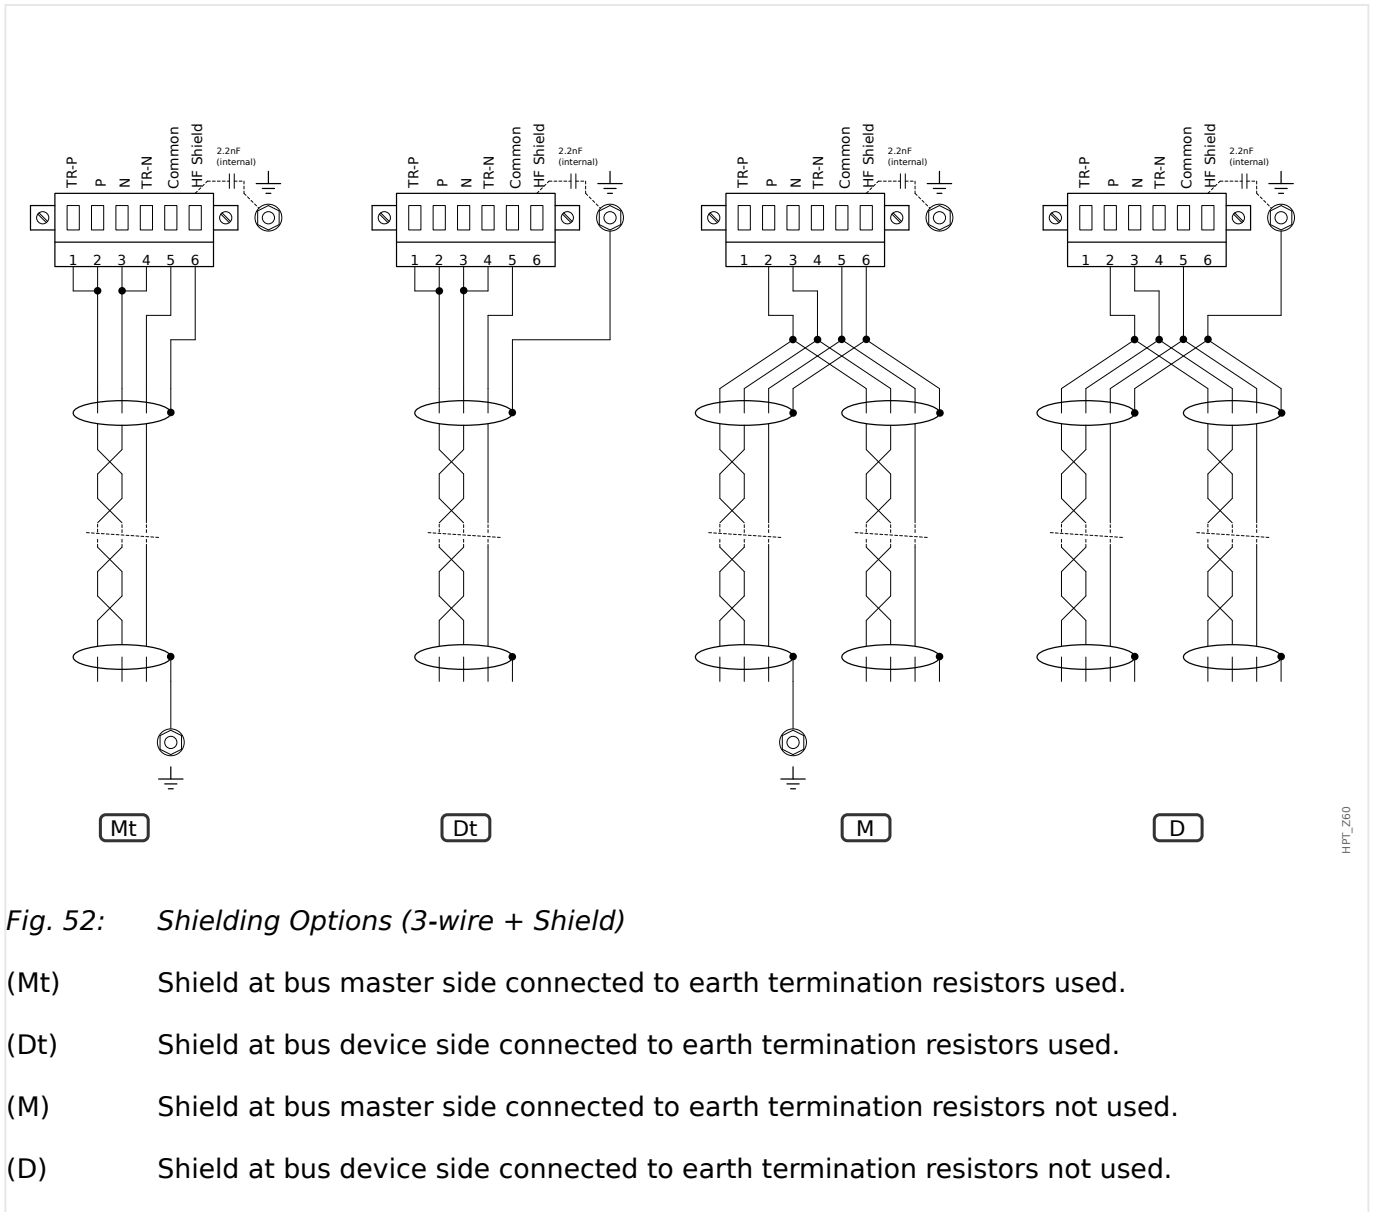 TR-P P N TR-N Common HF Shield 2.2nF (internal)
1 2 3 4 5 6
TR-P P N TR-N Common HF Shield 2.2nF (internal)
1 2 3 4 5 6
TR-P P N TR-N Common HF Shield 2.2nF (internal)
1 2 3 4 5 6
TR-P P N TR-N Common HF Shield 2.2nF (internal)
1 2 3 4 5 6
Mt Dt M D
HPT_Z60
Fig. 52: Shielding Options (3-wire + Shield)
(Mt) Shield at bus master side connected to earth termination resistors used.
(Dt) Shield at bus device side connected to earth termination resistors used.
(M) Shield at bus master side connected to earth termination resistors not used.
(D) Shield at bus device side connected to earth termination resistors not used.